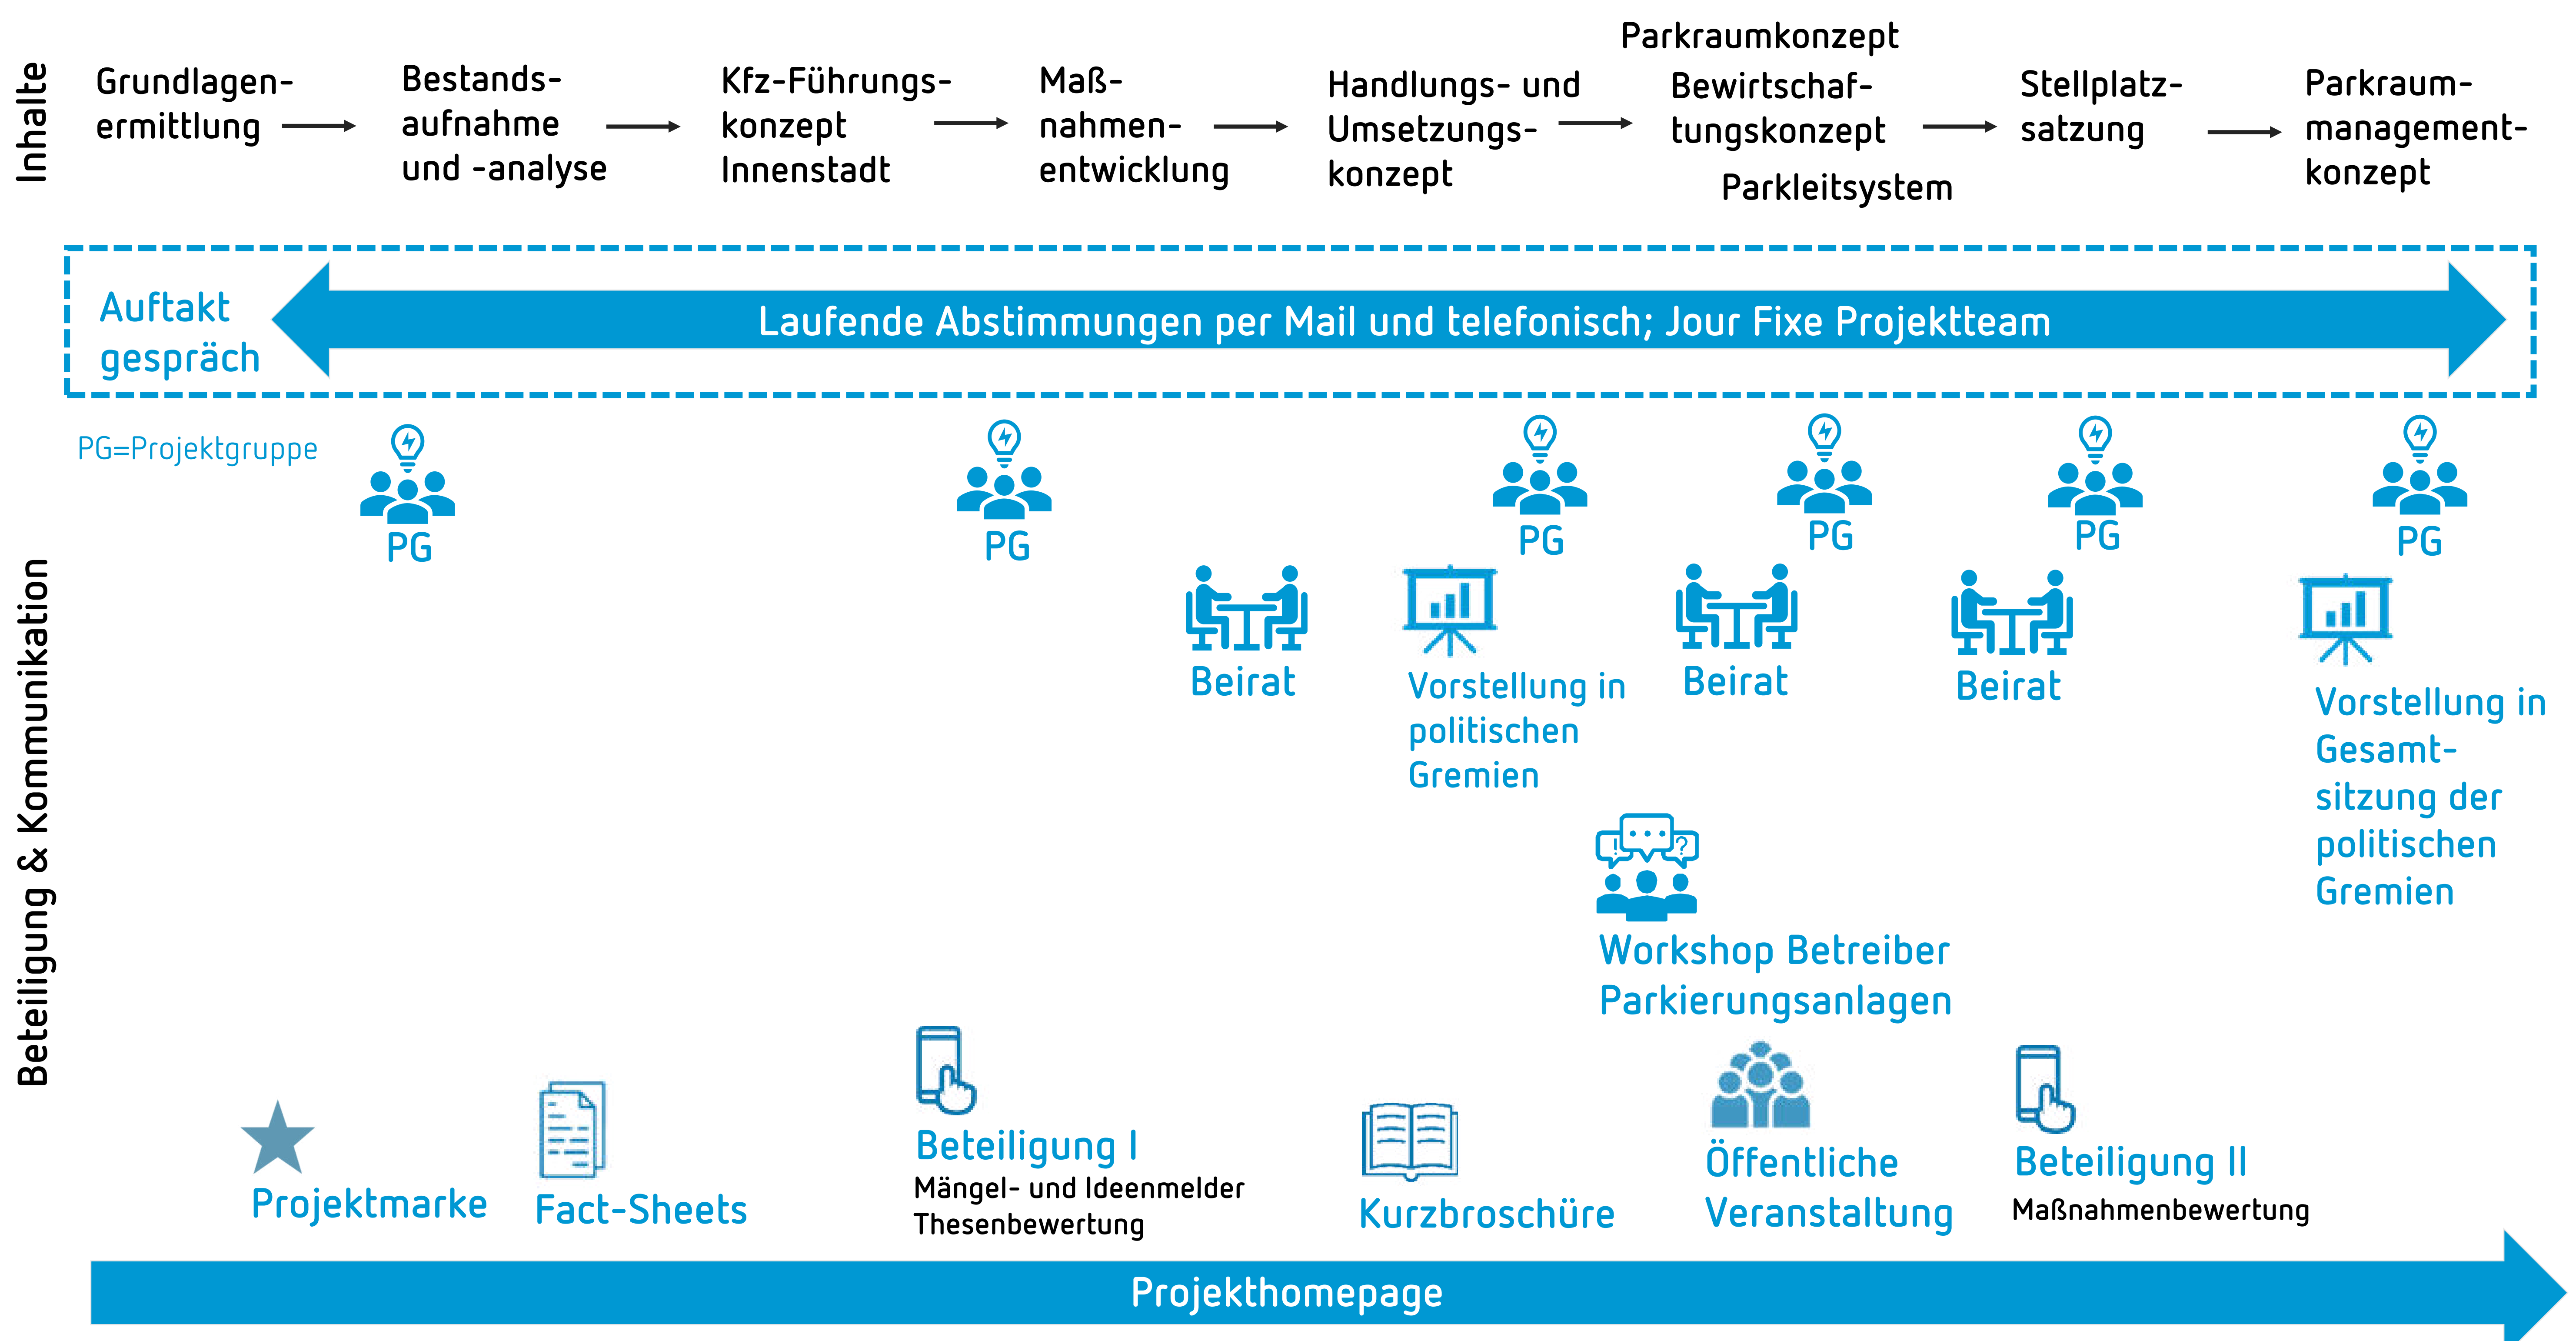 Inhalte
Grundlagen-
ermittlung
Bestands-
aufnahme
und -analyse
Kfz-Führungs-
konzept
Innenstadt
Maß-
nahmen-
entwicklung
Handlungs- und
Umsetzungs-
konzept
Parkraumkonzept
Bewirtschaf-
tungskonzept
Parkleitsystem
Stellplatz-
satzung
Parkraum-
management-
konzept
Auftakt
gespräch
Laufende Abstimmungen per Mail und telefonisch; Jour Fixe Projektteam
Beteiligung & Kommunikation
PG=Projektgruppe
PG
PG
PG
PG
PG
PG
Beirat
Vorstellung in
politischen
Gremien
Beirat
Beirat
Vorstellung in
Gesamt-
sitzung der
politischen
Gremien
! ... ?
Workshop Betreiber
Parkierungsanlagen
Projektmarke
Fact-Sheets
Beteiligung I
Mängel- und Ideenmelder
Thesenbewertung
Kurzbroschüre
Öffentliche
Veranstaltung
Beteiligung II
Maßnahmenbewertung
Projekthomepage